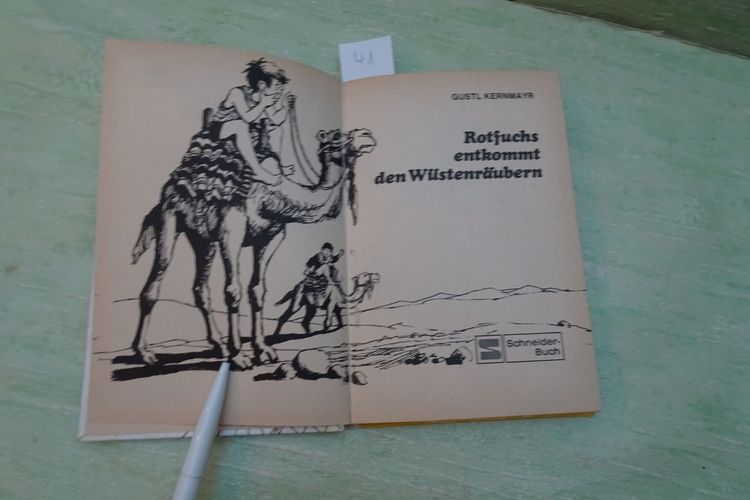 41
GUSTL KERNMAYR
Rotfuchs
entkommt
den Wüstenräubern
Schneider-
Buch